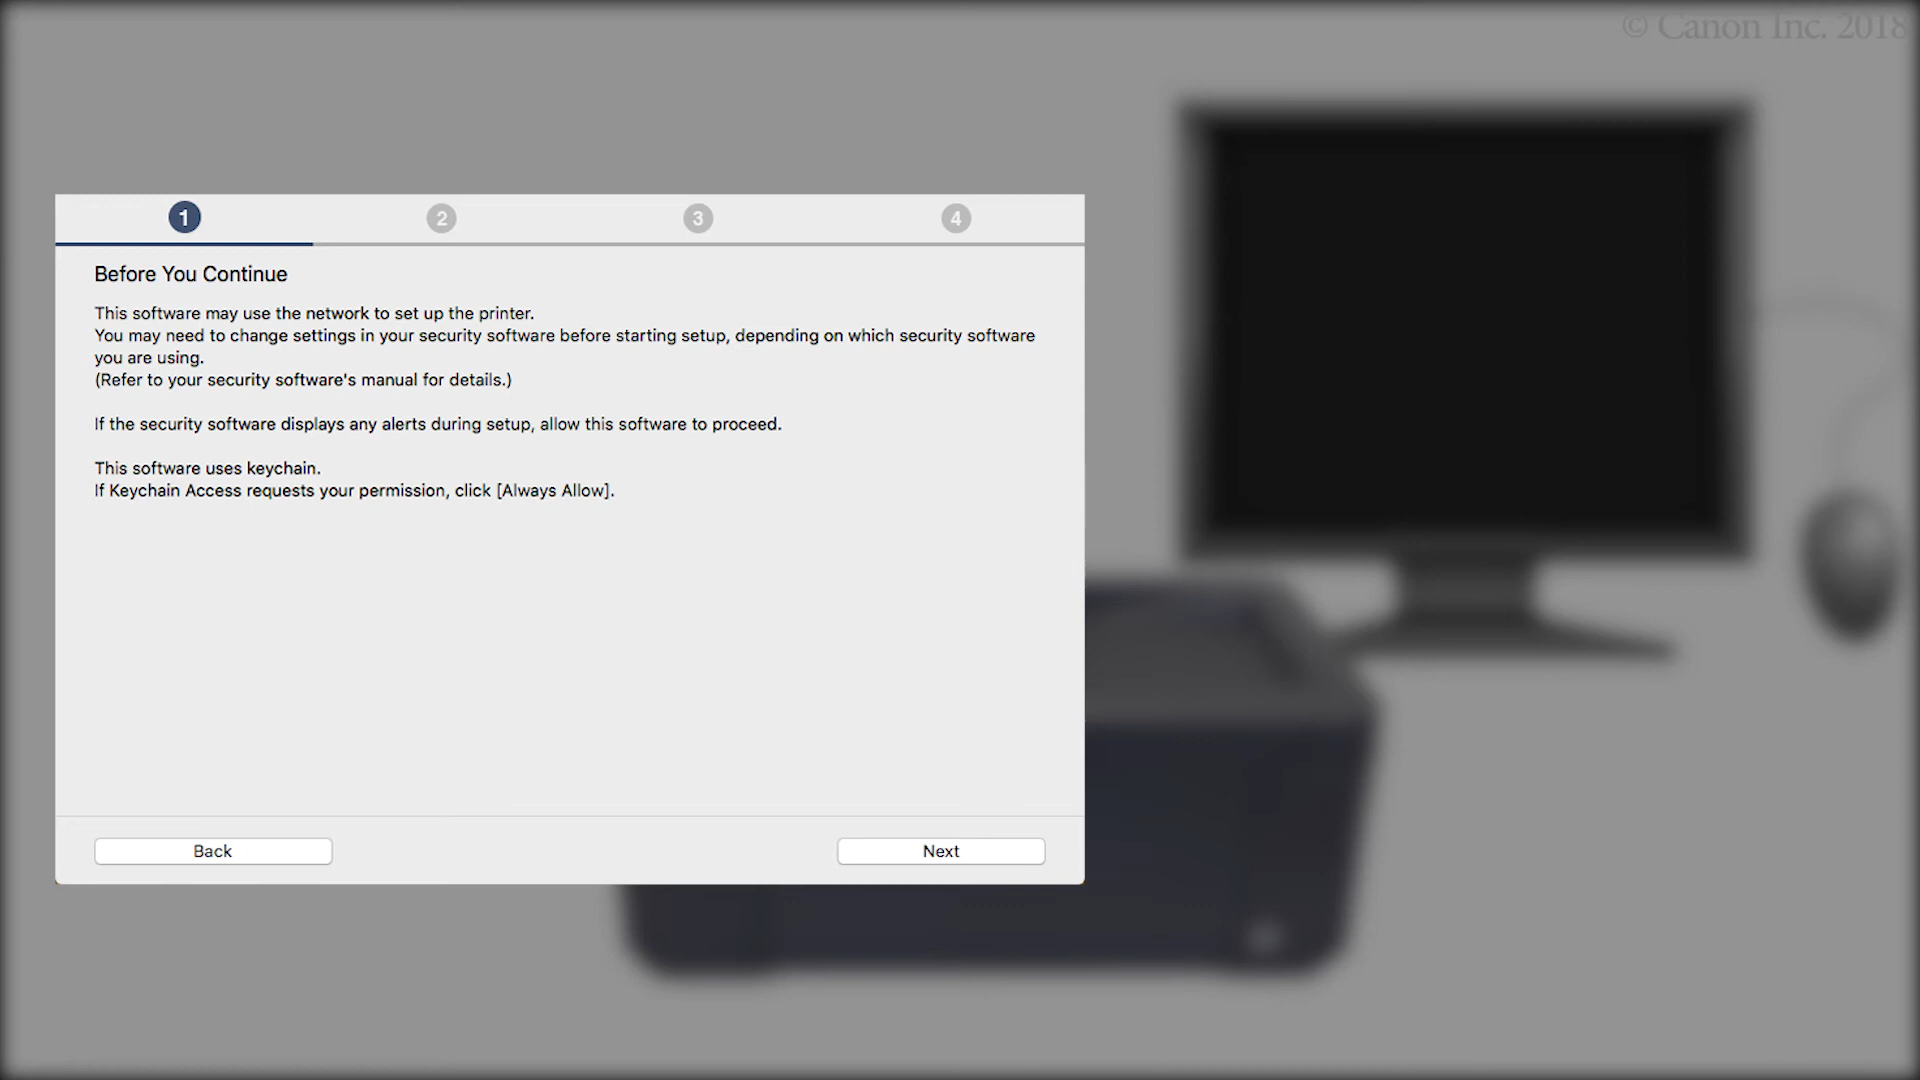 © Canon Inc. 2018
1
2
3
4
Before You Continue
This software may use the network to set up the printer.
You may need to change settings in your security software before starting setup, depending on which security software
you are using.
(Refer to your security software's manual for details.)
If the security software displays any alerts during setup, allow this software to proceed.
This software uses keychain.
If Keychain Access requests your permission, click [Always Allow].
Back
Next